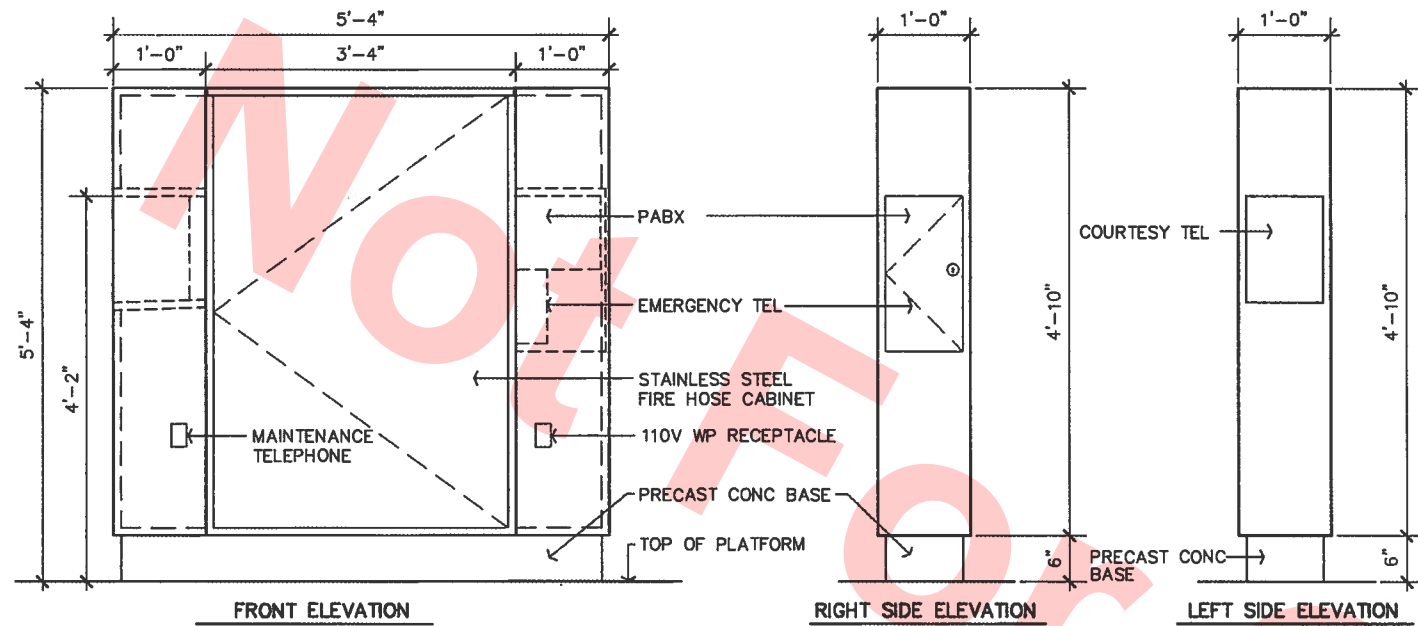 5'-4"
1'-0"
1'-0"
1'-0"
3'-4"
1'-0"
PABX
COURTESY TEL
EMERGENCY TEL
5'-4"
4'-2"
4'-10"
4'-10"
STAINLESS STEEL
FIRE HOSE CABINET
MAINTENANCE
TELEPHONE
110V WP RECEPTACLE
PRECAST CONC BASE
TOP OF PLATFORM
6"
PRECAST CONC
BASE
6"
FRONT ELEVATION
RIGHT SIDE ELEVATION
LEFT SIDE ELEVATION
Not For